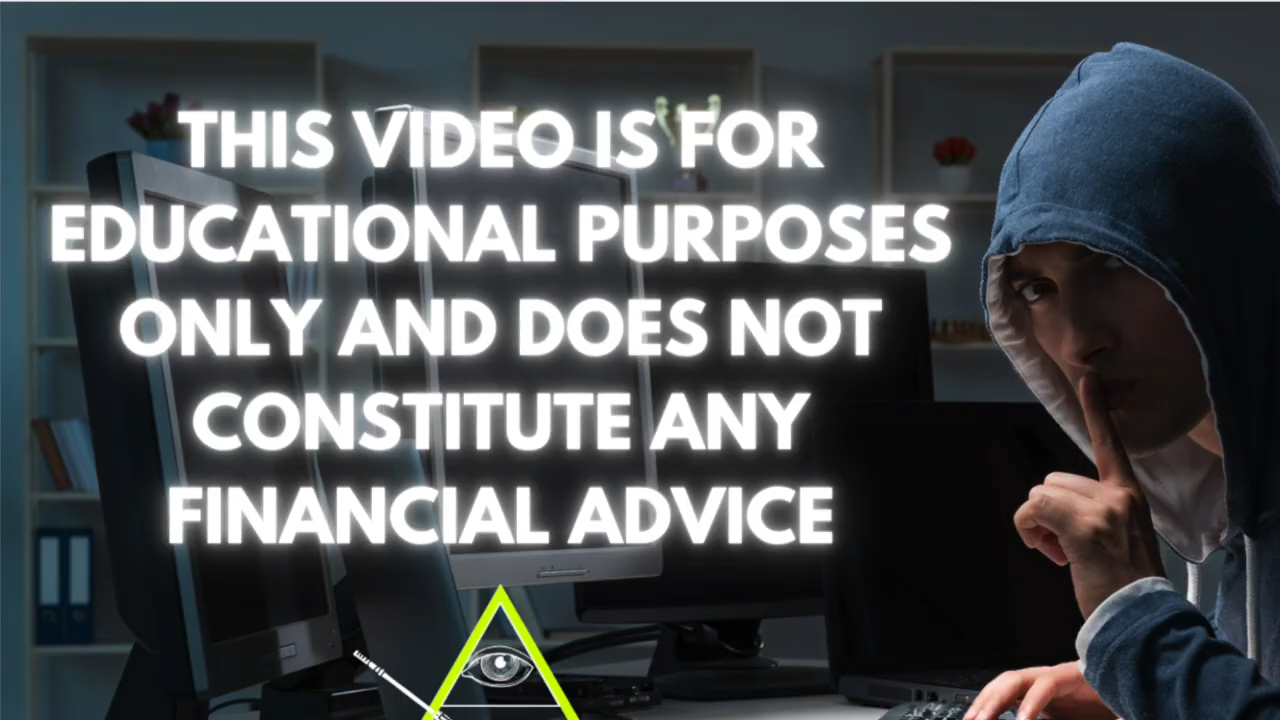 THIS VIDEO IS FOR
EDUCATIONAL PURPOSES
ONLY AND DOES NOT
CONSTITUTE ANY
FINANCIAL ADVICE